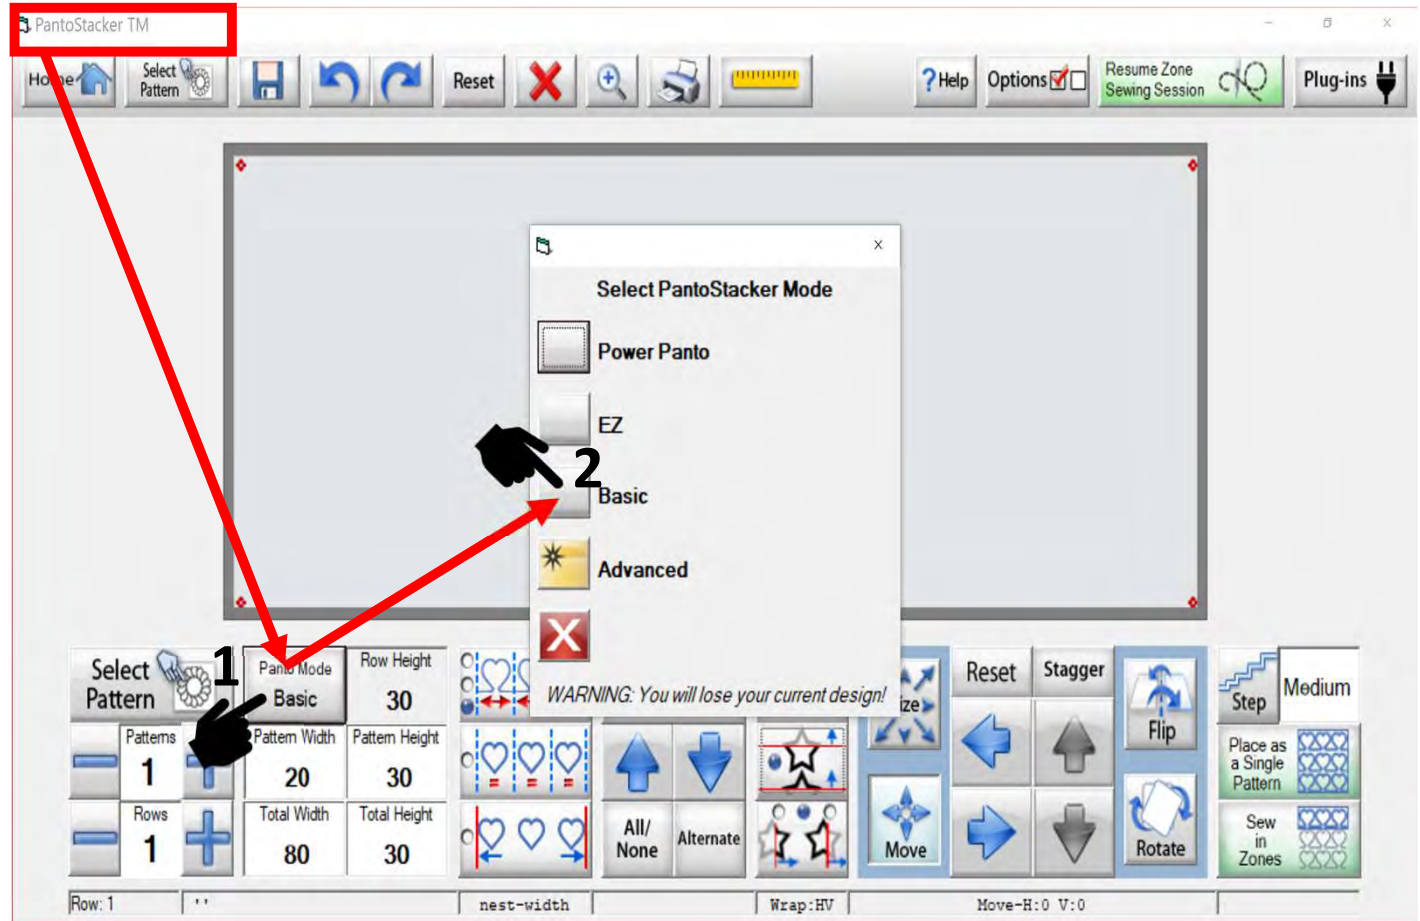 PantoStacker TM
Home
Select
Pattern
Reset
?Help
Options
Resume Zone
Sewing Session
Plug-ins
Select PantoStacker Mode
Power Panto
EZ
2
Basic
Advanced
X
WARNING: You will lose your current design!
Select
Pattern
1
Panto Mode
Basic
Row Height
30
Patterns
1
Pattern Width
20
Pattern Height
30
Rows
1
Total Width
80
Total Height
30
All/
None
Alternate
Move
Reset
Stagger
Flip
Rotate
Step
Medium
Place as
a Single
Pattern
Sew
in
Zones
Row: 1
''
nest-width
Wrap:HV
Move-H:0 V:0